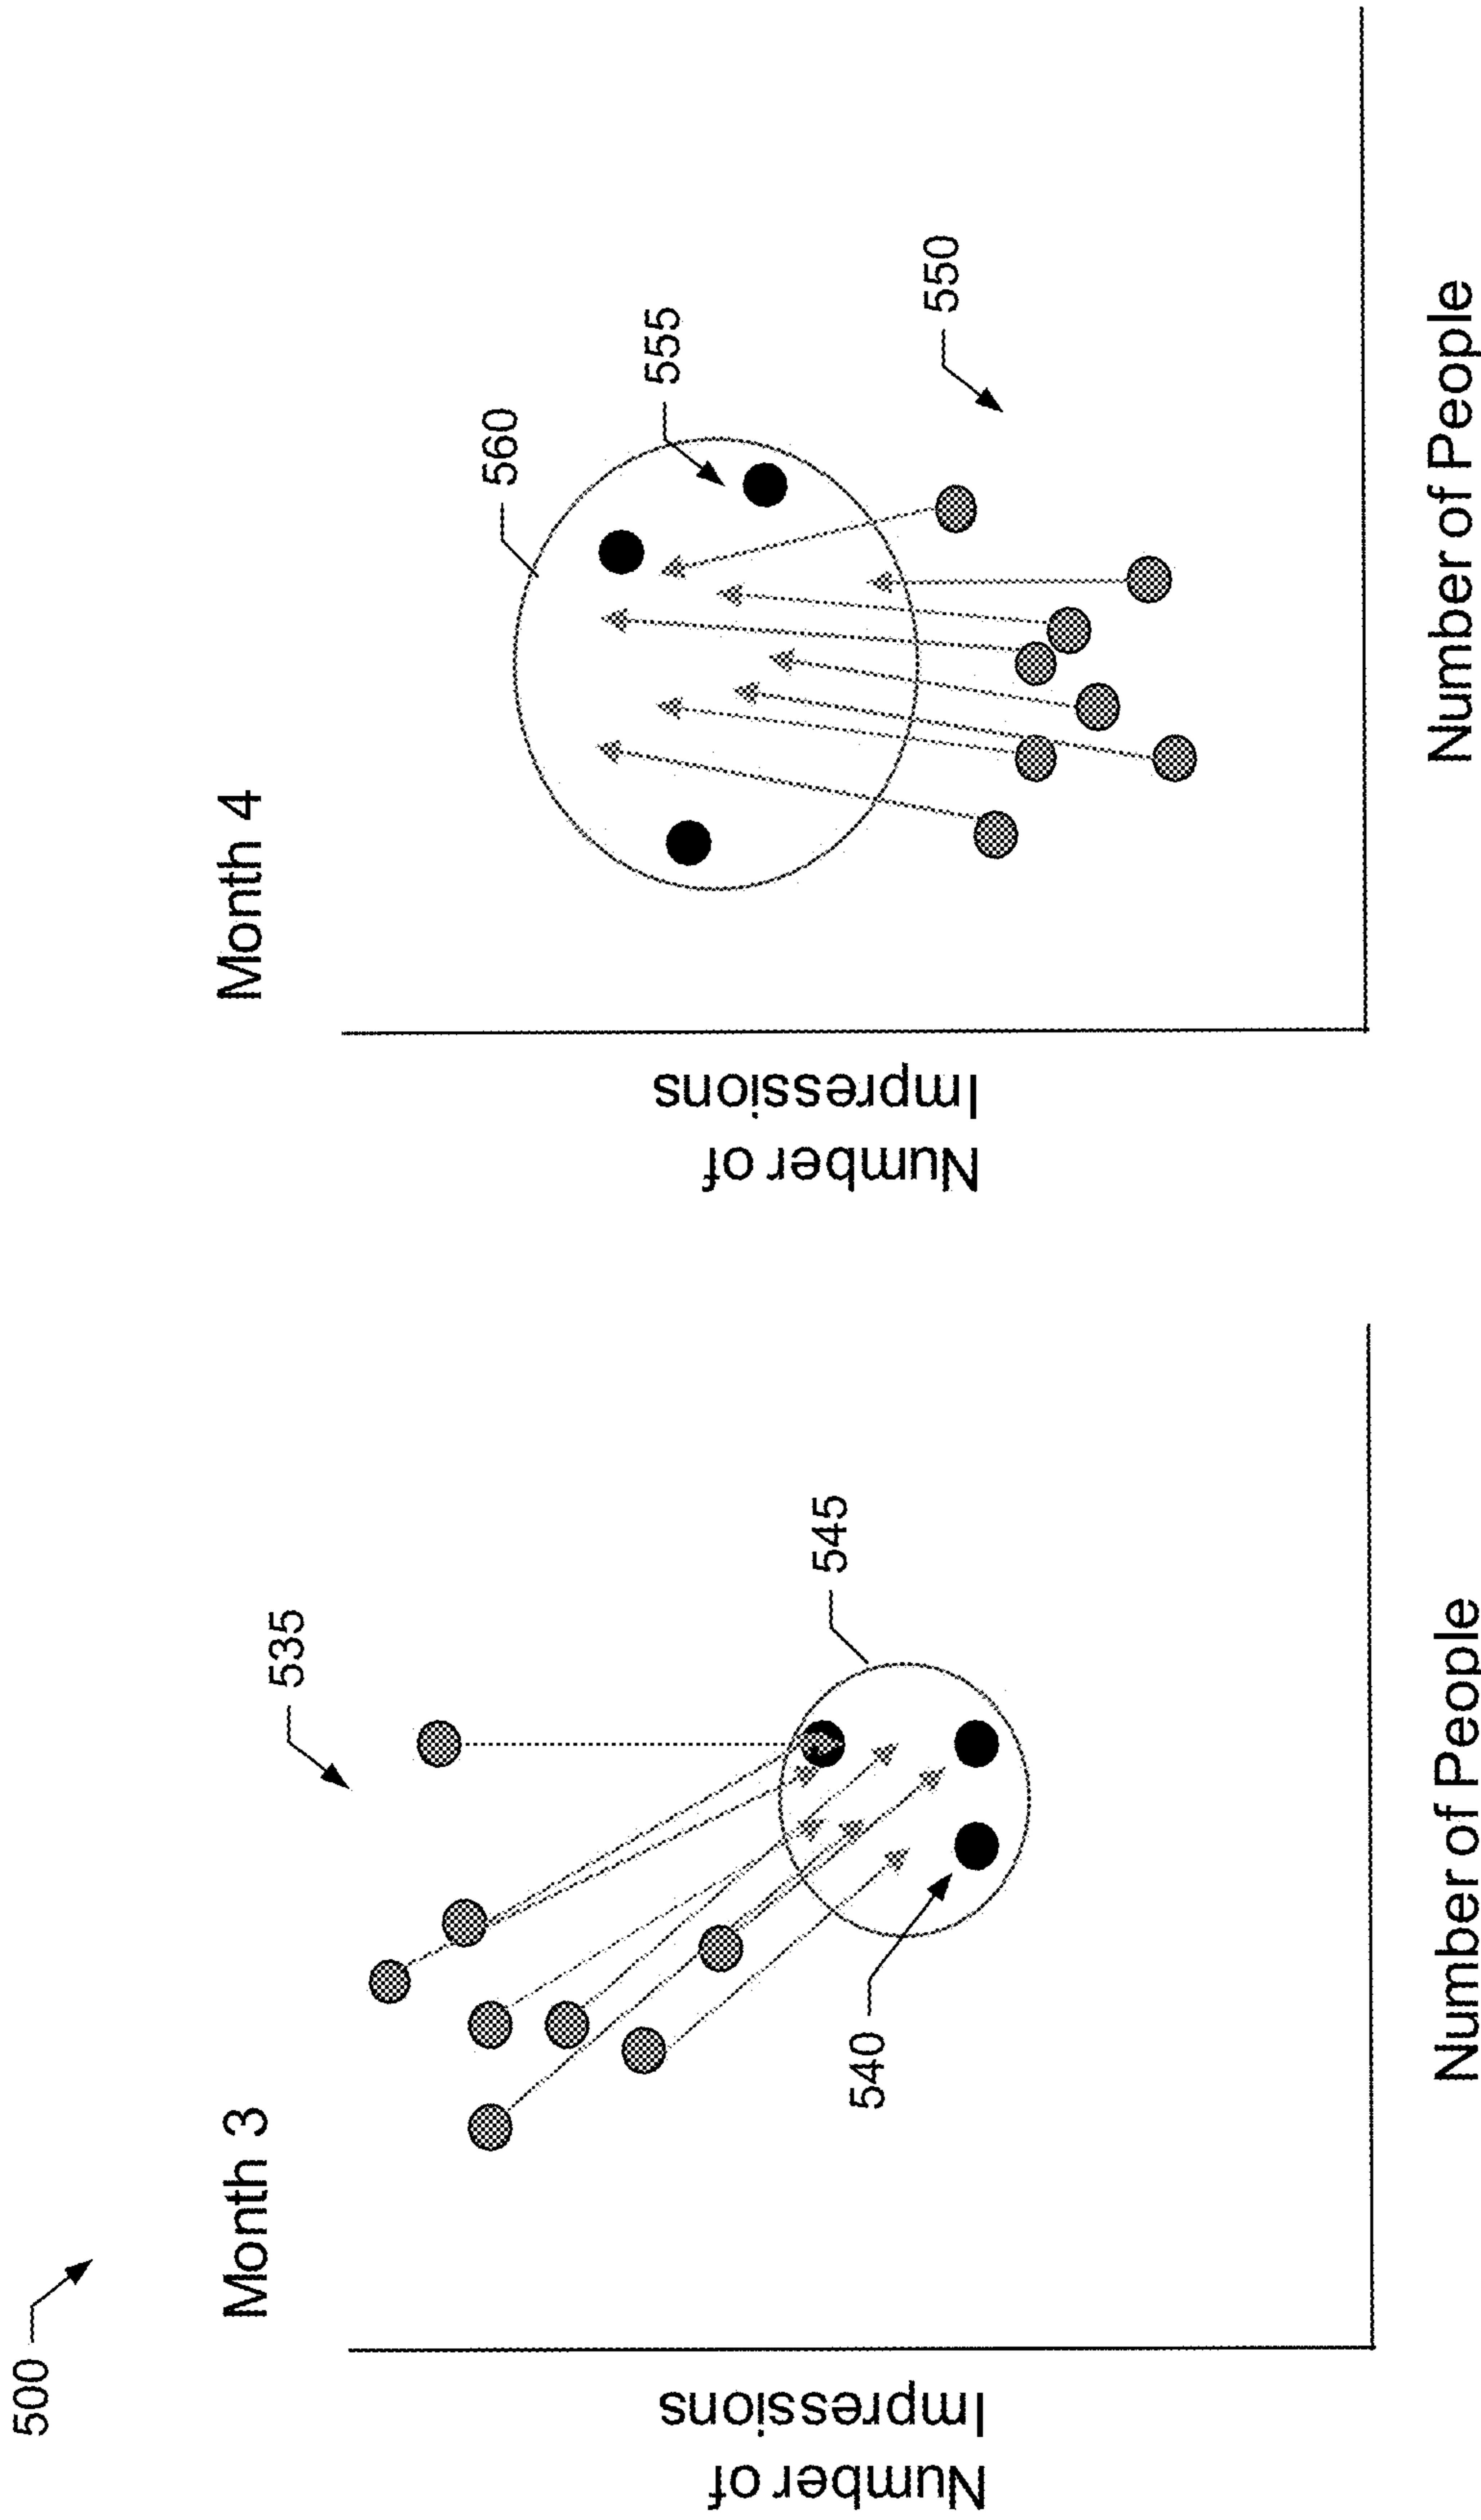 500
Month 3
535
545
540
Number of
Impressions
Number of People
Month 4
560
555
550
Number of
Impressions
Number of People